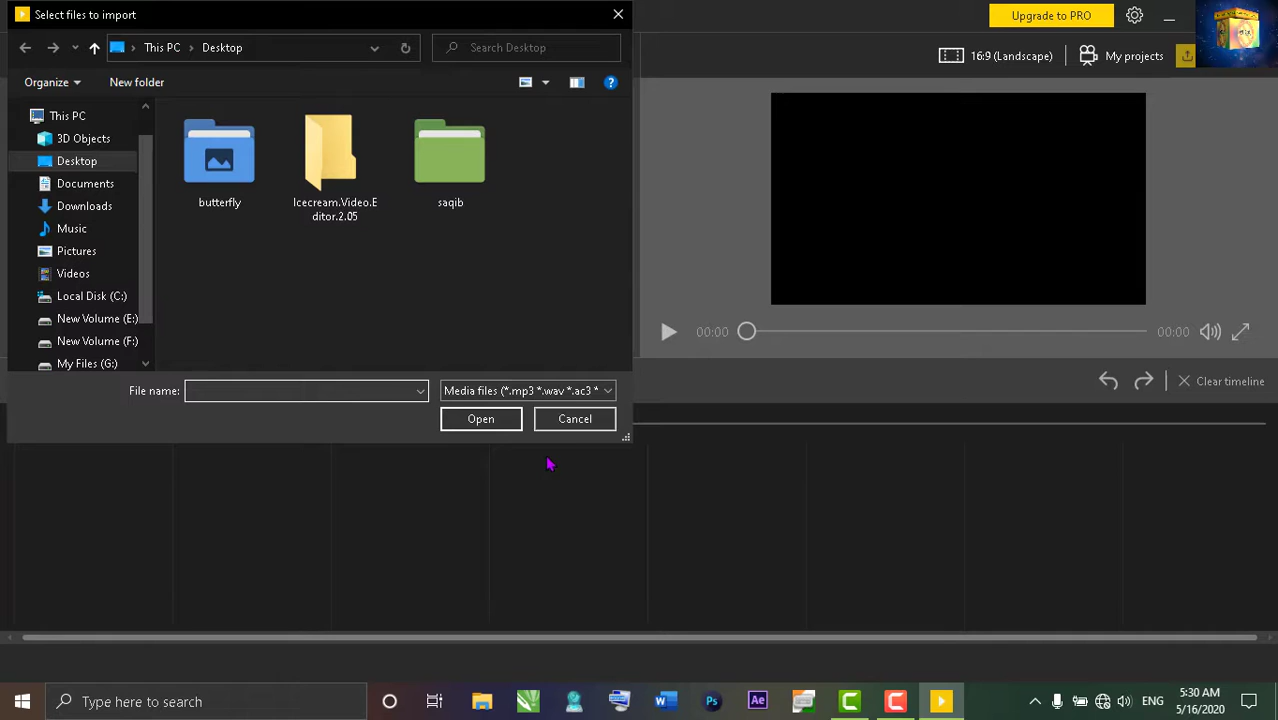 Select files to import
Upgrade to PRO
This PC
Desktop
Search Desktop
16:9 (Landscape)
My projects
Organize
New folder
This PC
3D Objects
Desktop
Documents
Downloads
Music
Pictures
Videos
Local Disk (C:)
New Volume (E:)
New Volume (F:)
My Files (G:)
butterfly
Icecream.Video.E
ditor.2.05
saqib
00:00
00:00
File name:
Media files (*.mp3 *.wav *.ac3 *
Open
Cancel
Clear timeline
Type here to search
Ps
Ae
ENG
5:30 AM
5/16/2020